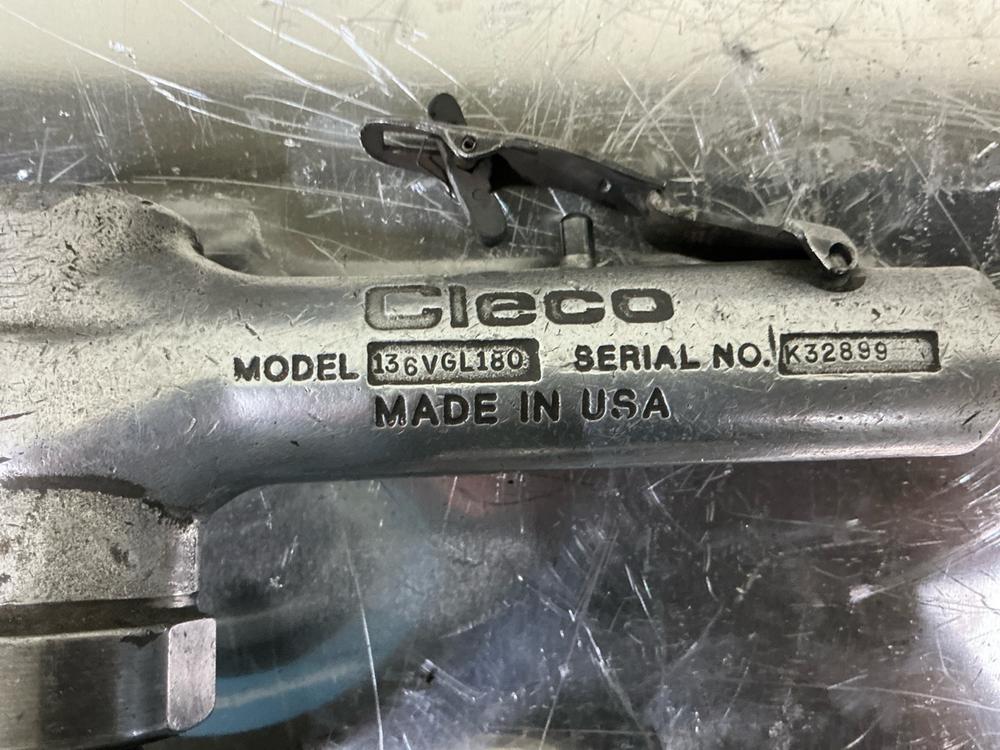 Cleco
MODEL 136VGL180 SERIAL NO. K32899
MADE IN USA